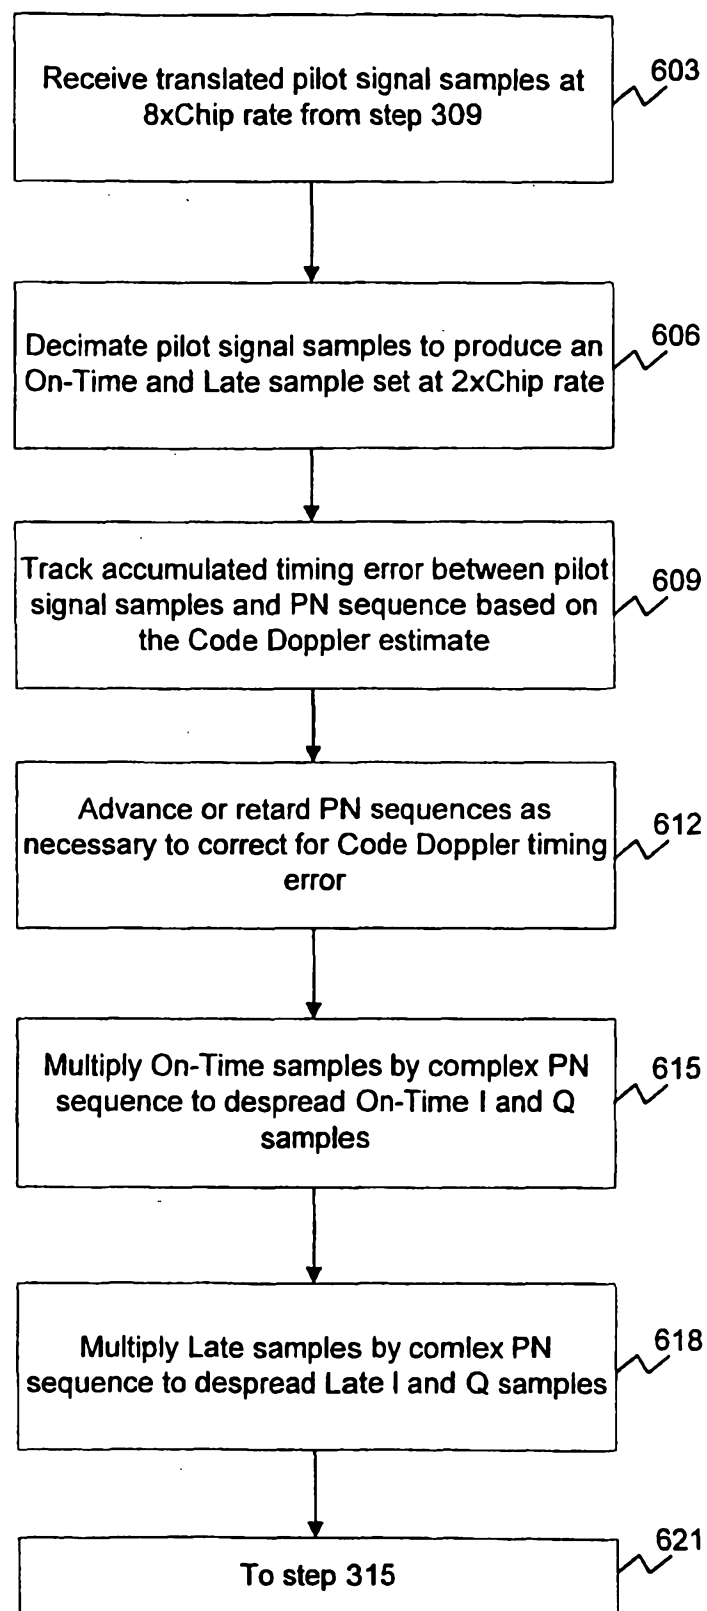 Receive translated pilot signal samples at
8xChip rate from step 309
603
Decimate pilot signal samples to produce an
On-Time and Late sample set at 2xChip rate
606
Track accumulated timing error between pilot
signal samples and PN sequence based on
the Code Doppler estimate
609
Advance or retard PN sequences as
necessary to correct for Code Doppler timing
error
612
Multiply On-Time samples by complex PN
sequence to despread On-Time I and Q
samples
615
Multiply Late samples by comlex PN
sequence to despread Late I and Q samples
618
To step 315
621